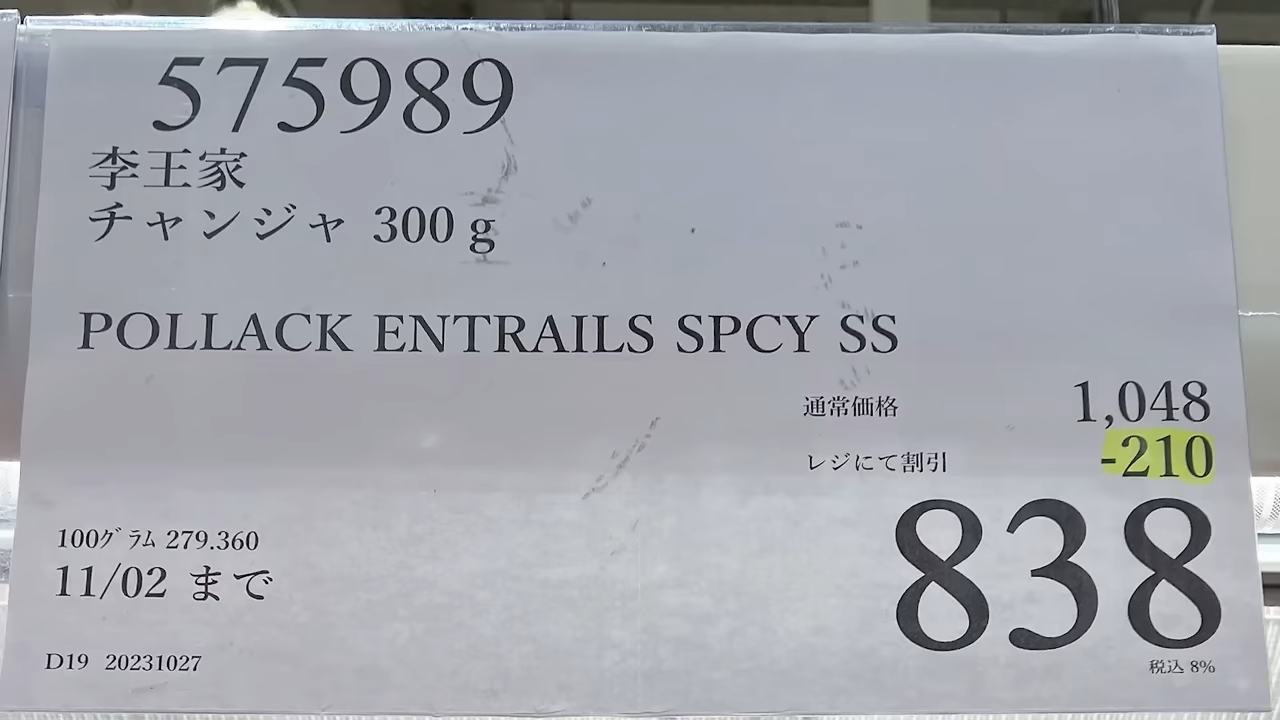 575989
李王家
チャンジャ 300 g
POLLACK ENTRAILS SPCY SS
通常価格 1,048
レジにて割引 -210
838
税込 8%
100グラム 279.360
11/02 まで
D19 20231027